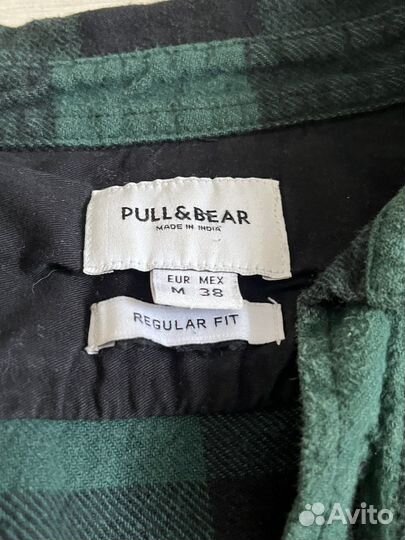 PULL&BEAR
MADE IN INDIA
EUR MEX
M 38
REGULAR FIT
Avito